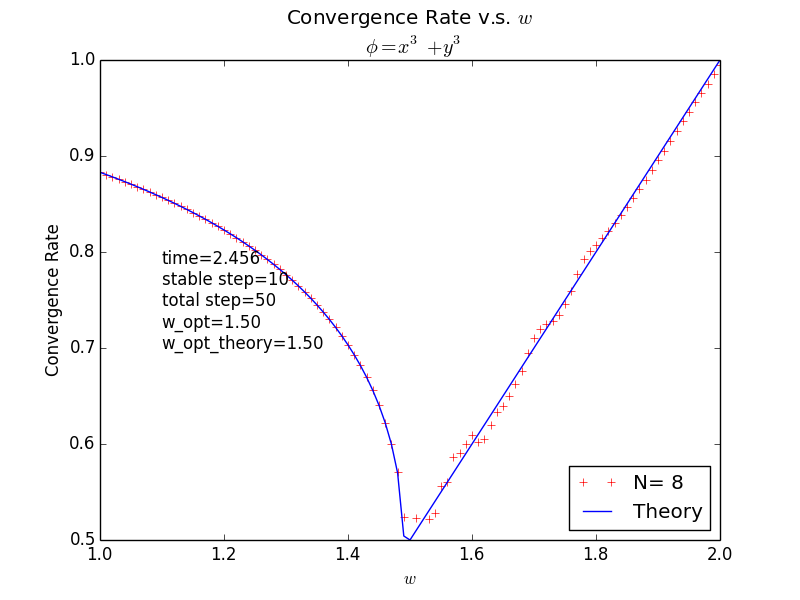 Convergence Rate v.s. w
ϕ=x³ +y³
1.0
0.9
0.8
0.7
0.6
0.5
Convergence Rate
time=2.456
stable step=10
total step=50
w_opt=1.50
w_opt_theory=1.50
N= 8
Theory
1.0 1.2 1.4 1.6 1.8 2.0
w